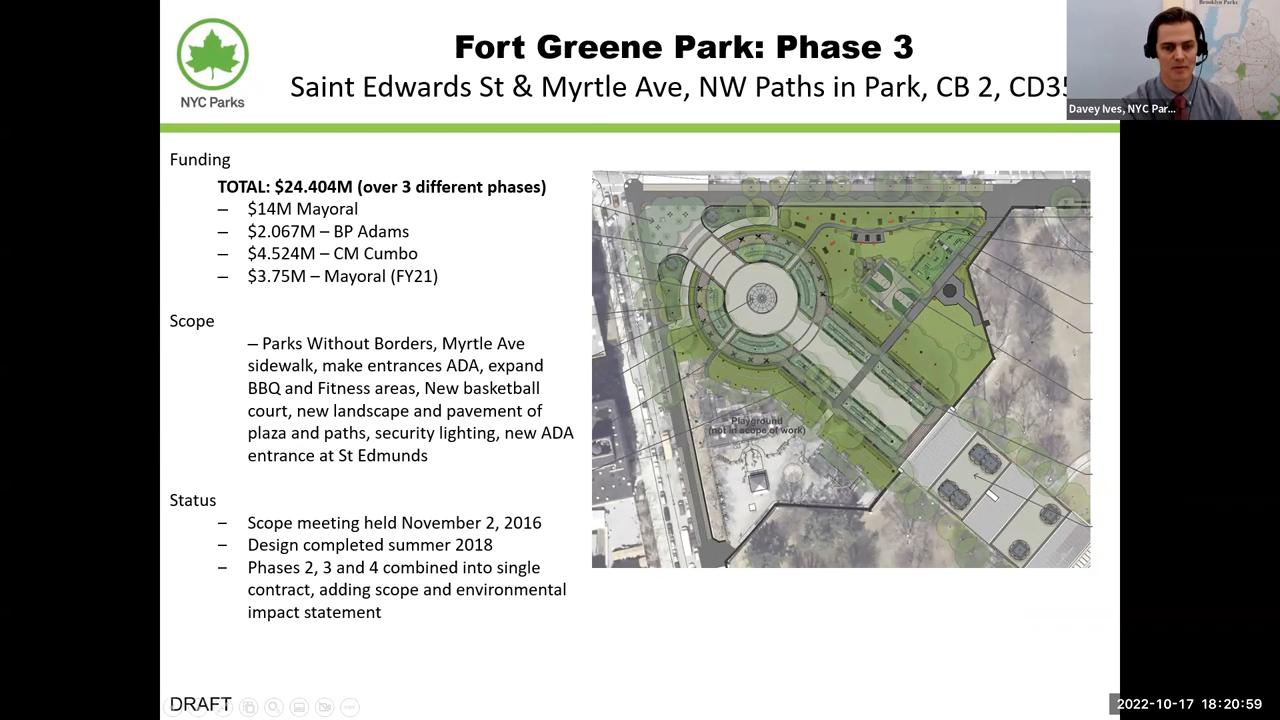 Fort Greene Park: Phase 3
NYC Parks
Saint Edwards St & Myrtle Ave, NW Paths in Park, CB 2, CD35
Brooklyn Parks
Davey Ives, NYC Par...
Funding
TOTAL: $24.404M (over 3 different phases)
– $14M Mayoral
– $2.067M – BP Adams
– $4.524M – CM Cumbo
– $3.75M – Mayoral (FY21)
Scope
– Parks Without Borders, Myrtle Ave
sidewalk, make entrances ADA, expand
BBQ and Fitness areas, New basketball
court, new landscape and pavement of
plaza and paths, security lighting, new ADA
entrance at St Edmunds
Playground
(not in scope of work)
Status
– Scope meeting held November 2, 2016
– Design completed summer 2018
– Phases 2, 3 and 4 combined into single
contract, adding scope and environmental
impact statement
DRAFT
2022-10-17 18:20:59